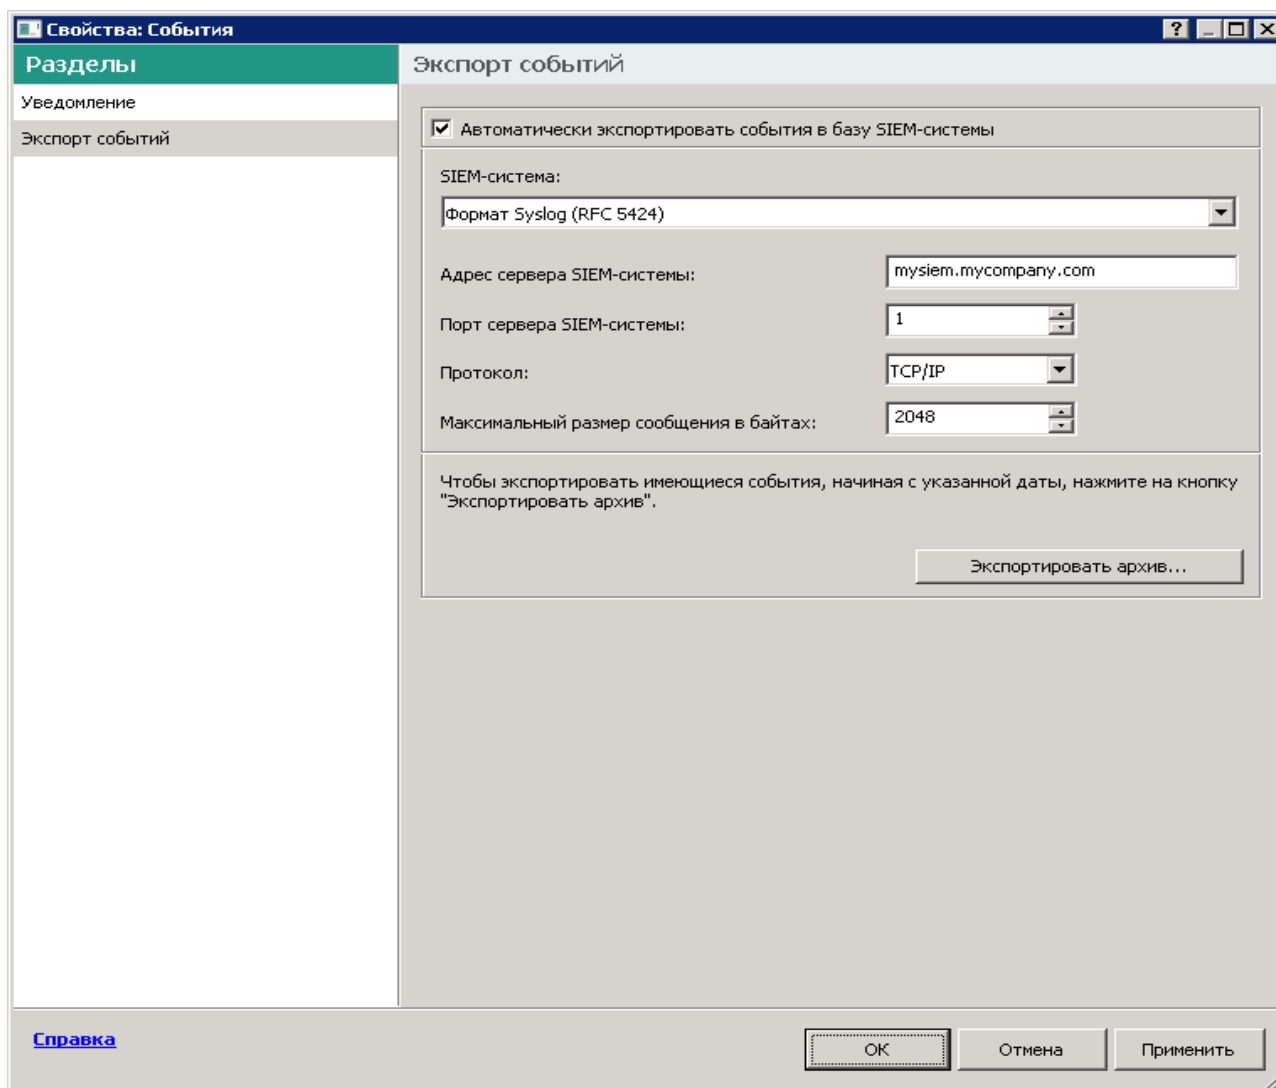 Свойства: События
Разделы
Уведомление
Экспорт событий
Экспорт событий
Автоматически экспортировать события в базу SIEM-системы
SIEM-система:
Формат Syslog (RFC 5424)
Адрес сервера SIEM-системы: mysiem.mycompany.com
Порт сервера SIEM-системы: 1
Протокол: TCP/IP
Максимальный размер сообщения в байтах: 2048
Чтобы экспортировать имеющиеся события, начиная с указанной даты, нажмите на кнопку
"Экспортировать архив".
Экспортировать архив...
Справка
ОК Отмена Применить